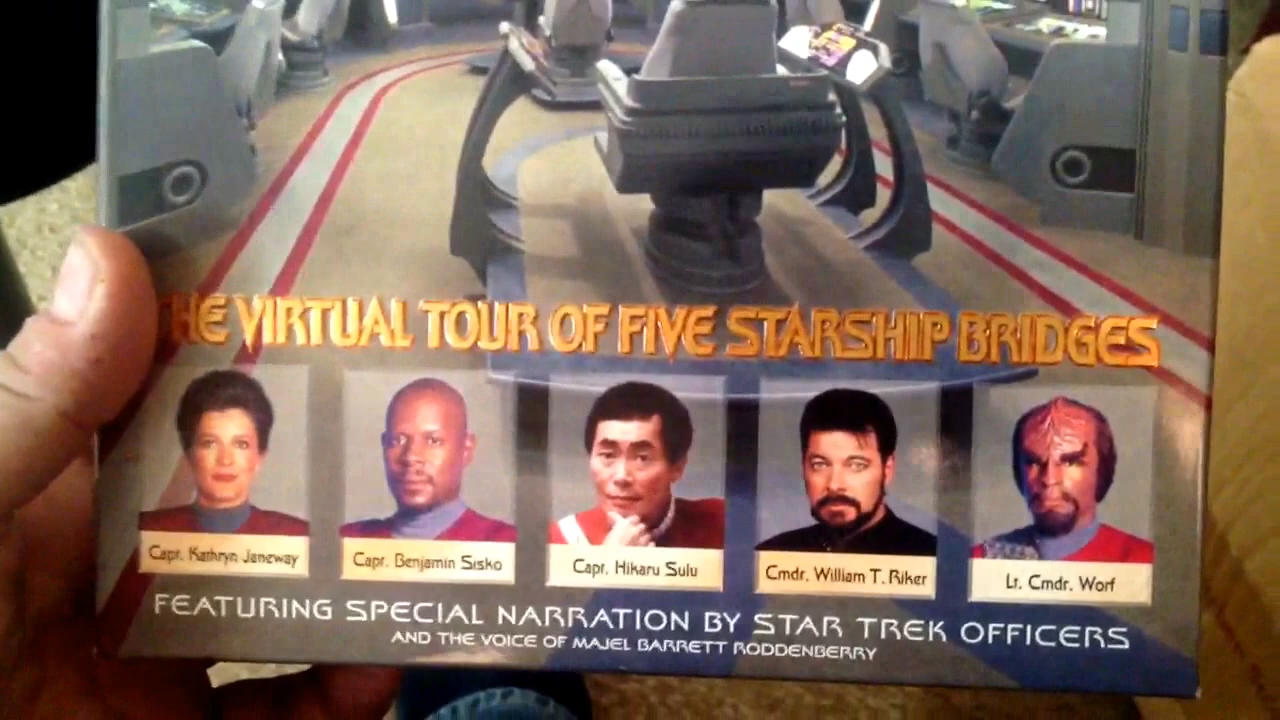 THE VIRTUAL TOUR OF FIVE STARSHIP BRIDGES
Capt. Kathryn Janeway
Capt. Benjamin Sisko
Capt. Hikaru Sulu
Cmdr. William T. Riker
Lt. Cmdr. Worf
FEATURING SPECIAL NARRATION BY STAR TREK OFFICERS
AND THE VOICE OF MAJEL BARRETT RODDENBERRY